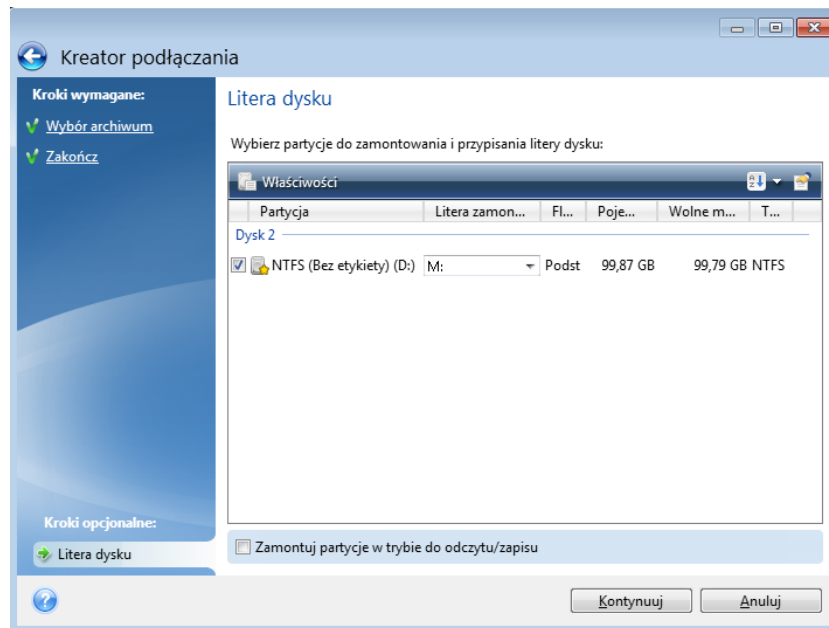 Kreator podłączania
Kroki wymagane:
Wybór archiwum
Zakończ
Kroki opcjonalne:
Litera dysku
Litera dysku
Wybierz partycje do zamontowania i przypisania litery dysku:
Właściwości
Partycja Litera zamon... Fl... Poje... Wolne m... T...
Dysk 2
NTFS (Bez etykiety) (D:) M: Podst 99,87 GB 99,79 GB NTFS
Zamontuj partycje w trybie do odczytu/zapisu
Kontynuuj Anuluj